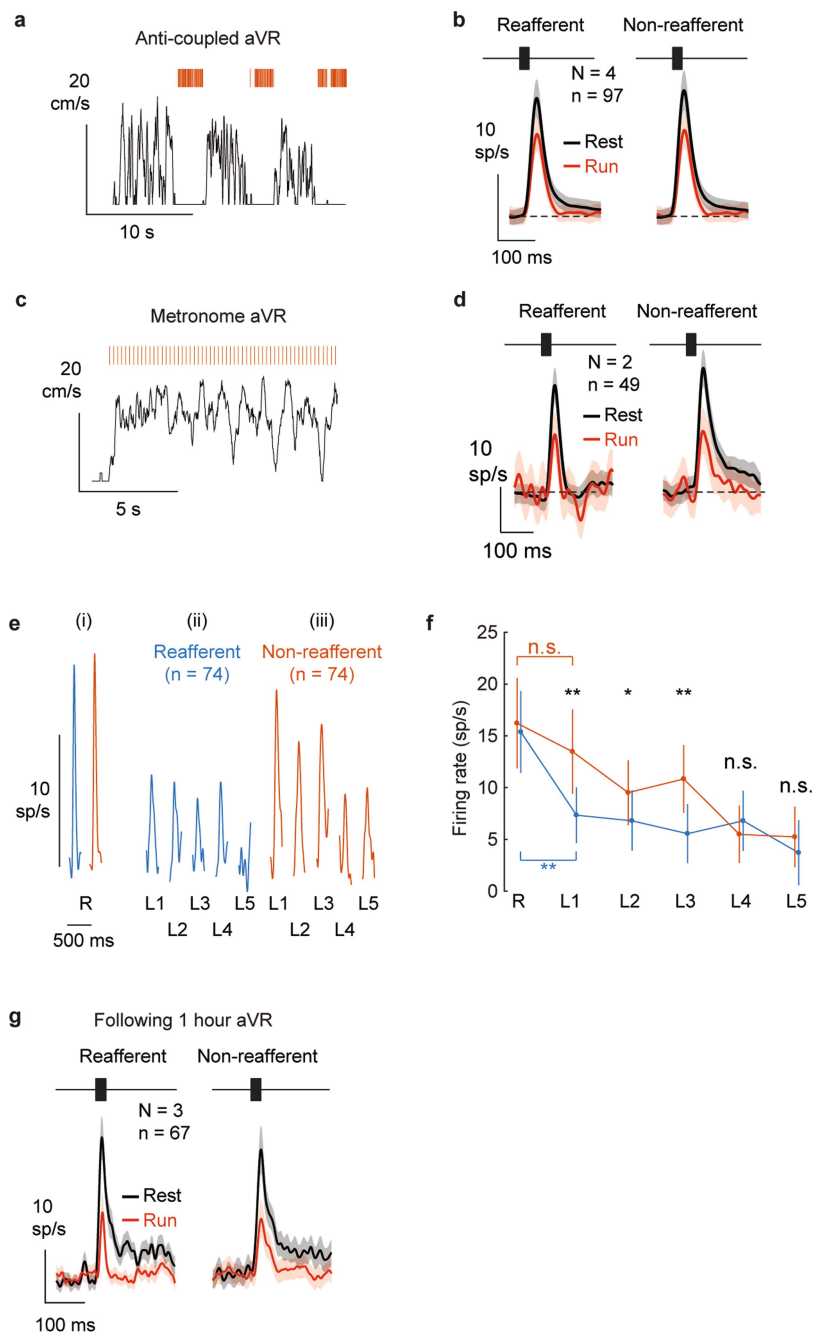 a
Anti-coupled aVR
20
cm/s
10 s
b
Reafferent
Non-reafferent
N = 4
n = 97
10
sp/s
Rest
Run
100 ms
c
Metronome aVR
20
cm/s
5 s
d
Reafferent
Non-reafferent
N = 2
n = 49
Rest
Run
10
sp/s
100 ms
e
(i)
(ii)
(iii)
Reafferent
(n = 74)
Non-reafferent
(n = 74)
10
sp/s
R
L1
L3
L5
L1
L3
L5
L2
L4
L2
L4
500 ms
f
Firing rate (sp/s)
25
20
15
10
5
0
n.s.
**
*
**
n.s.
n.s.
**
R
L1
L2
L3
L4
L5
g
Following 1 hour aVR
Reafferent
Non-reafferent
N = 3
n = 67
Rest
Run
10
sp/s
100 ms